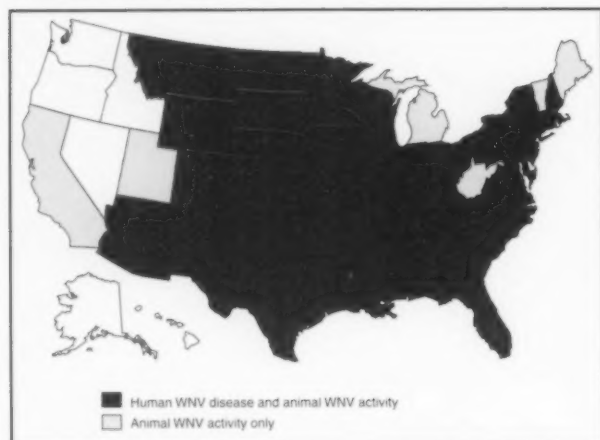 Human WNV disease and animal WNV activity
Animal WNV activity only